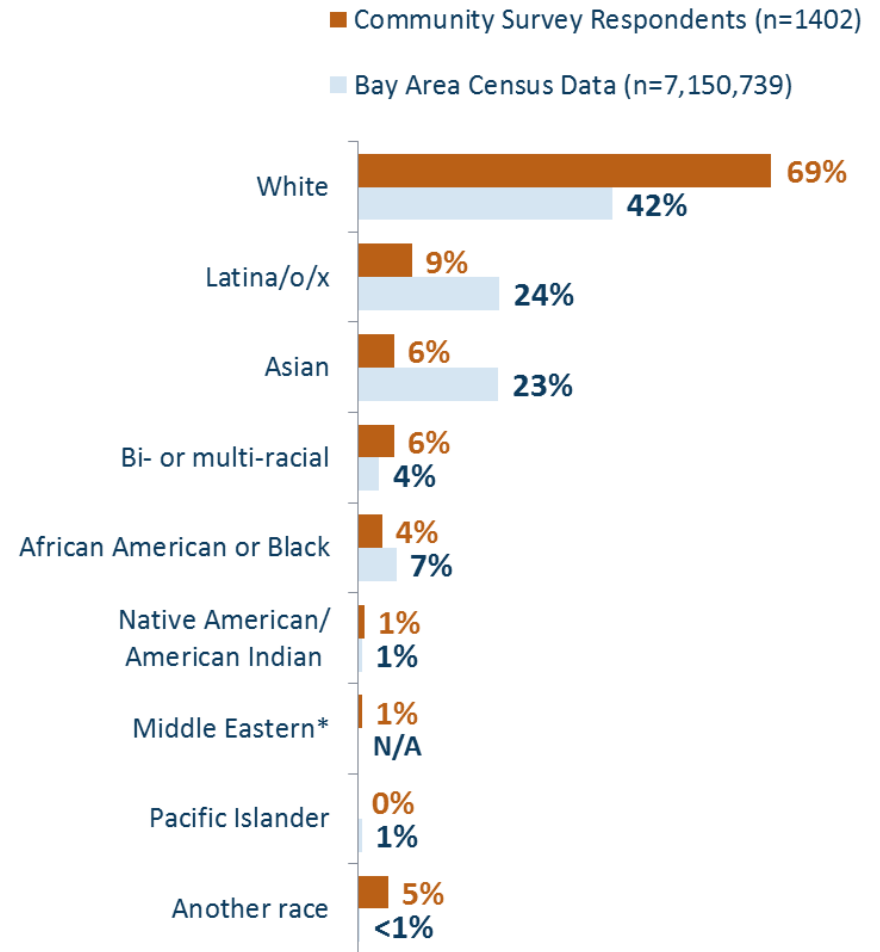 Community Survey Respondents (n=1402)
Bay Area Census Data (n=7,150,739)
White
69%
42%
Latina/o/x
9%
24%
Asian
6%
23%
Bi- or multi-racial
6%
4%
African American or Black
4%
7%
Native American/
American Indian
1%
1%
Middle Eastern*
1%
N/A
Pacific Islander
0%
1%
Another race
5%
<1%